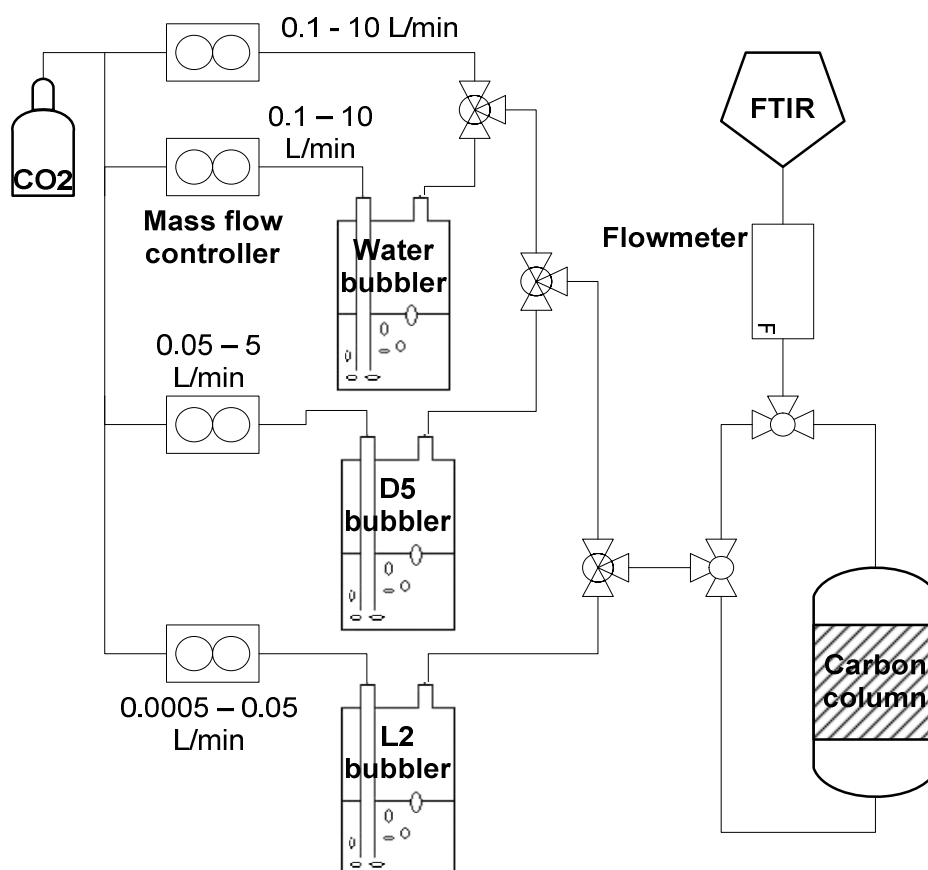 0.1 - 10 L/min
CO2
0.1 – 10
L/min
Mass flow
controller
Water
bubbler
FTIR
Flowmeter
F
0.05 – 5
L/min
D5
bubbler
0.0005 – 0.05
L/min
L2
bubbler
Carbon
column